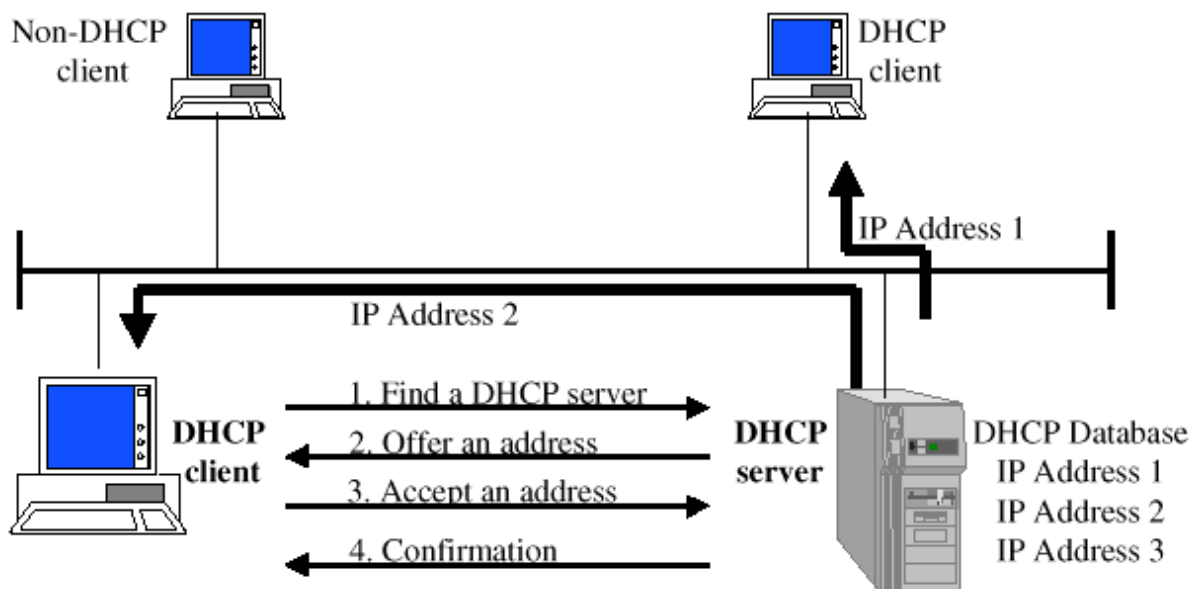 Non-DHCP
client
DHCP
client
IP Address 1
IP Address 2
1. Find a DHCP server
2. Offer an address
3. Accept an address
4. Confirmation
DHCP
client
DHCP
server
DHCP Database
IP Address 1
IP Address 2
IP Address 3